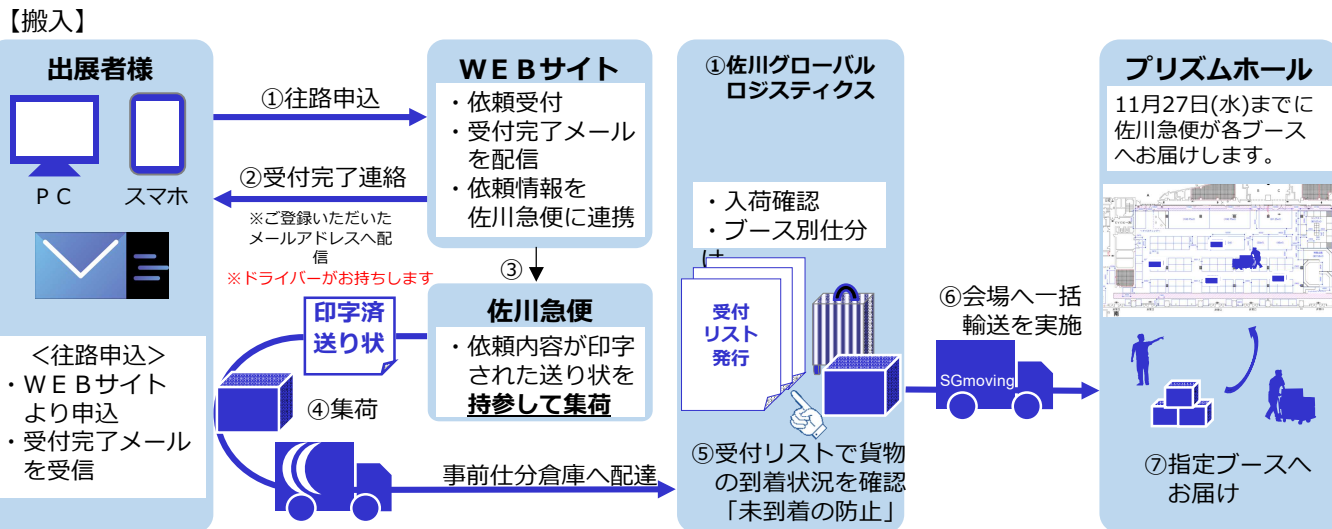 【搬入】
出展者様
PC
スマホ
<往路申込>
・WEBサイト
より申込
・受付完了メール
を受信
①往路申込
②受付完了連絡
※ご登録いただいた
メールアドレスへ配
信
※ドライバーがお持ちします
WEBサイト
・依頼受付
・受付完了メール
を配信
・依頼情報を
佐川急便に連携
③
佐川急便
・依頼内容が印字
された送り状を
持参して集荷
印字済
送り状
④集荷
事前仕分倉庫へ配達
①佐川グローバル
ロジスティクス
・入荷確認
・ブース別仕分
け
受付
リスト
発行
⑤受付リストで貨物
の到着状況を確認
「未到着の防止」
⑥会場へ一括
輸送を実施
SGmoving
プリズムホール
11月27日(水)までに
佐川急便が各ブース
へお届けします。
⑦指定ブースへ
お届け